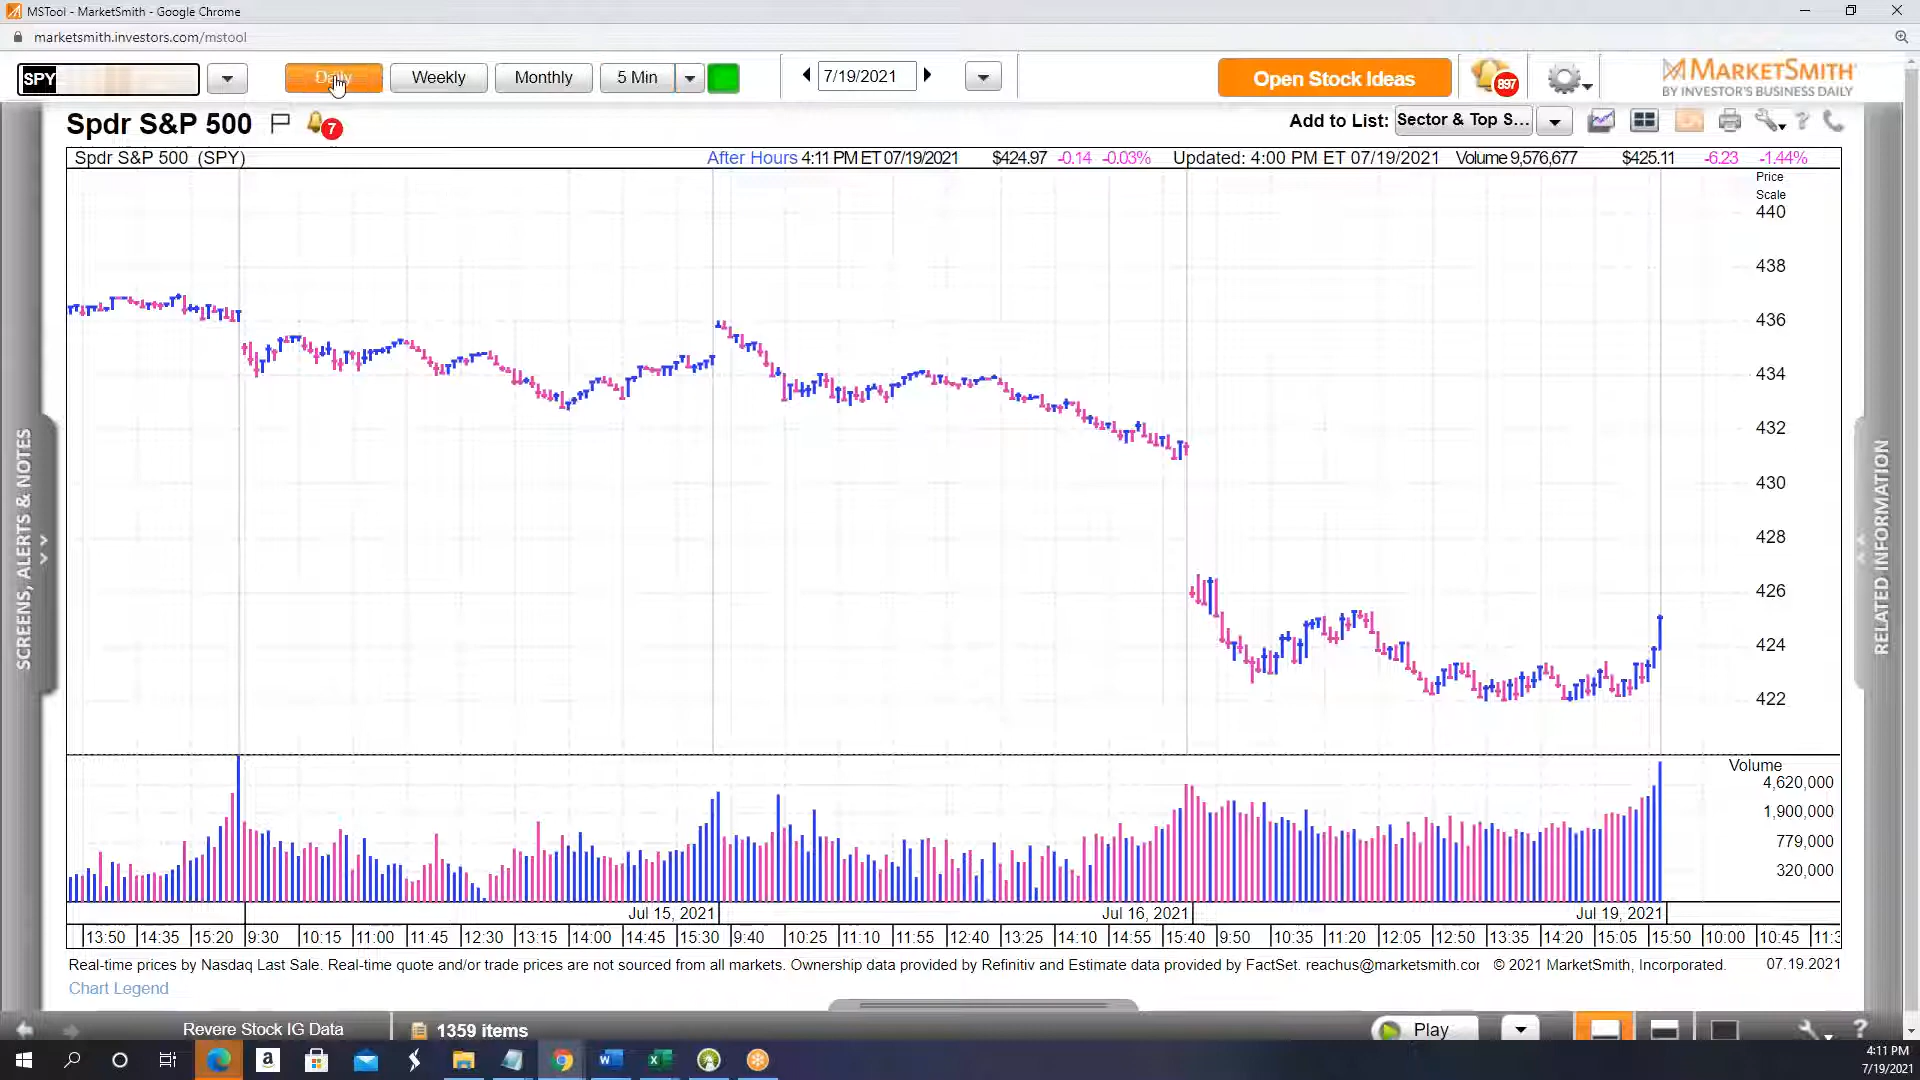 MSTool - MarketSmith - Google Chrome
marketsmith.investors.com/mstool
SPY Daily Weekly Monthly 5 Min 7/19/2021 Open Stock Ideas 897 MARKETSMITH
BY INVESTOR'S BUSINESS DAILY
Spdr S&P 500 7 Add to List: Sector & Top S... ?
Spdr S&P 500 (SPY) After Hours 4:11 PM ET 07/19/2021 $424.97 -0.14 -0.03% Updated: 4:00 PM ET 07/19/2021 Volume 9,576,677 $425.11 -6.23 -1.44%
Price
Scale
440
438
436
434
432
430
428
426
424
422
SCREENS, ALERTS & NOTES
RELATED INFORMATION
Volume
4,620,000
1,900,000
779,000
320,000
Jul 15, 2021 Jul 16, 2021 Jul 19, 2021
13:50 14:35 15:20 9:30 10:15 11:00 11:45 12:30 13:15 14:00 14:45 15:30 9:40 10:25 11:10 11:55 12:40 13:25 14:10 14:55 15:40 9:50 10:35 11:20 12:05 12:50 13:35 14:20 15:05 15:50 10:00 10:45
Real-time prices by Nasdaq Last Sale. Real-time quote and/or trade prices are not sourced from all markets. Ownership data provided by Refinitiv and Estimate data provided by FactSet. reachus@marketsmith.cor © 2021 MarketSmith, Incorporated. 07.19.2021
Chart Legend
Revere Stock IG Data 1359 items Play ?
4:11 PM
7/19/2021